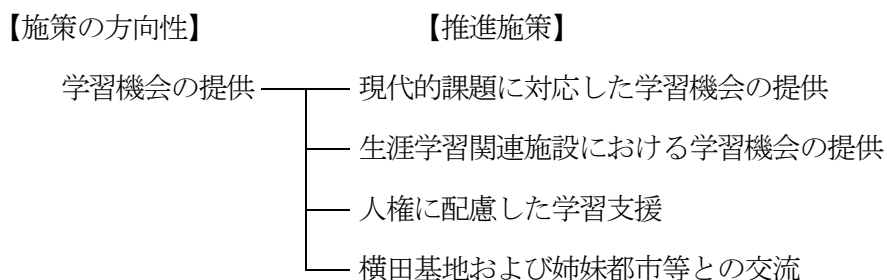 【施策の方向性】 【推進施策】
学習機会の提供 現代的課題に対応した学習機会の提供
生涯学習関連施設における学習機会の提供
人権に配慮した学習支援
横田基地および姉妹都市等との交流